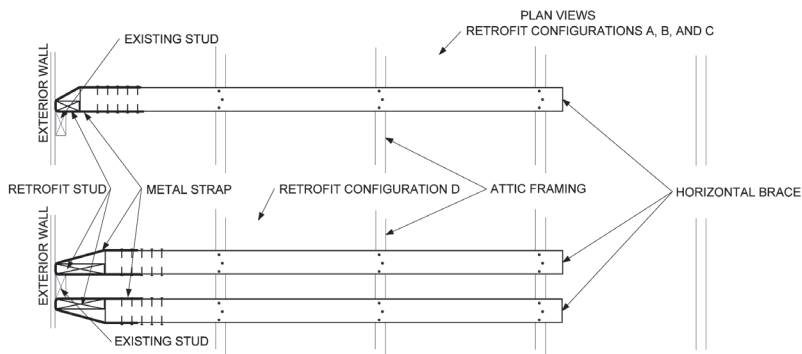 PLAN VIEWS
RETROFIT CONFIGURATIONS A, B, AND C
EXISTING STUD
EXTERIOR WALL
RETROFIT STUD
METAL STRAP
RETROFIT CONFIGURATION D
ATTIC FRAMING
HORIZONTAL BRACE
EXTERIOR WALL
EXISTING STUD